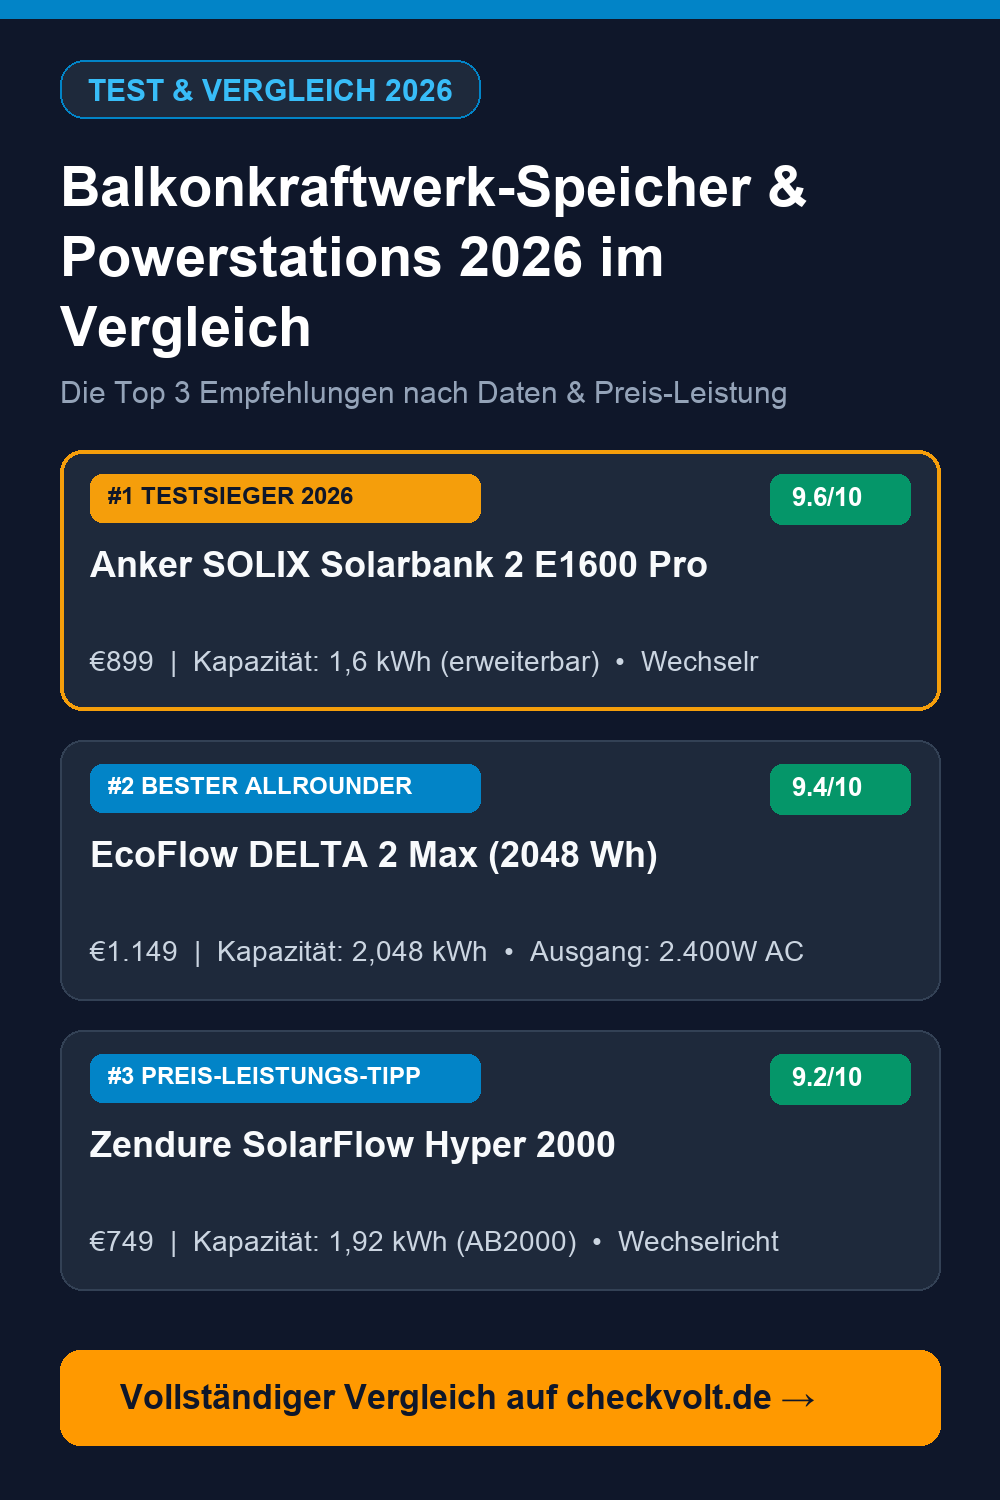 TEST & VERGLEICH 2026
Balkonkraftwerk-Speicher &
Powerstations 2026 im
Vergleich
Die Top 3 Empfehlungen nach Daten & Preis-Leistung
#1 TESTSIEGER 2026
9.6/10
Anker SOLIX Solarbank 2 E1600 Pro
€899 | Kapazität: 1,6 kWh (erweiterbar) • Wechselr
#2 BESTER ALLROUNDER
9.4/10
EcoFlow DELTA 2 Max (2048 Wh)
€1.149 | Kapazität: 2,048 kWh • Ausgang: 2.400W AC
#3 PREIS-LEISTUNGS-TIPP
9.2/10
Zendure SolarFlow Hyper 2000
€749 | Kapazität: 1,92 kWh (AB2000) • Wechselricht
Vollständiger Vergleich auf checkvolt.de →